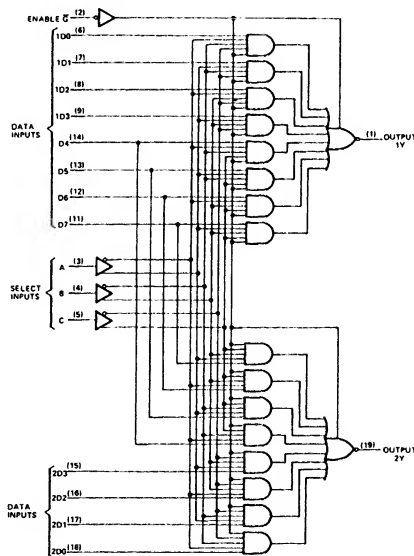 ENABLE G̅ (2)
1D0 (6)
1D1 (7)
1D2 (8)
1D3 (9)
DATA
INPUTS
D4 (14)
D5 (13)
D6 (12)
D7 (11)
(1) OUTPUT
1Y
SELECT
INPUTS
A (3)
B (4)
C (5)
(19) OUTPUT
2Y
2D3 (15)
2D2 (16)
2D1 (17)
2D0 (18)
DATA
INPUTS